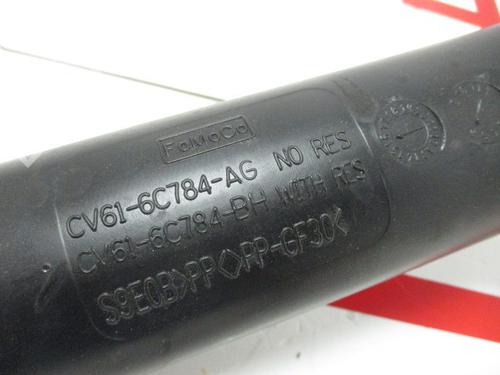 FoMoCo
CV61-6C784-AG NO RES
CV61-6C784-BH WITH RES
S9E0B>PP◇PP-GF30<